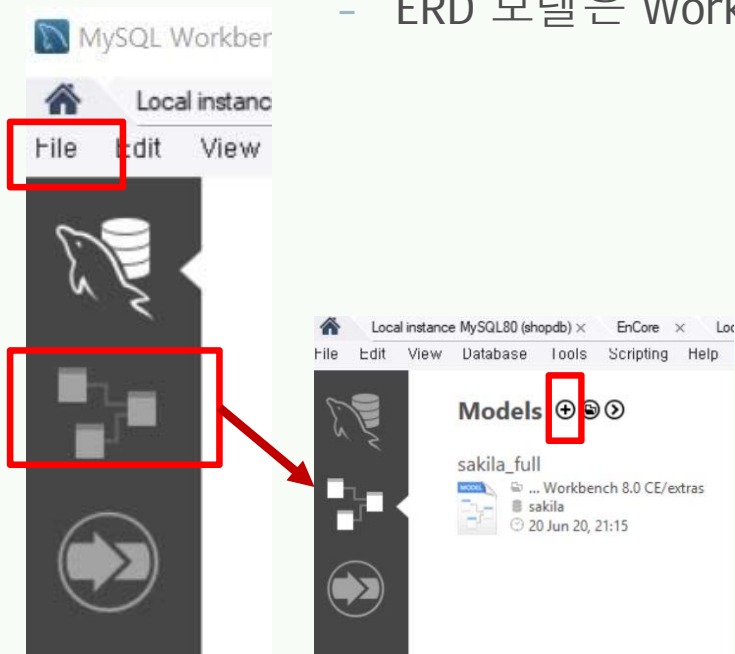 - ERD 모델은 Work
MySQL Workben
Local instanc
File Edit View
Local instance MySQL80 (shopdb) × EnCore × Loc
File Edit View Database Tools Scripting Help
Models
sakila_full
MODEL
... Workbench 8.0 CE/extras
sakila
20 Jun 20, 21:15